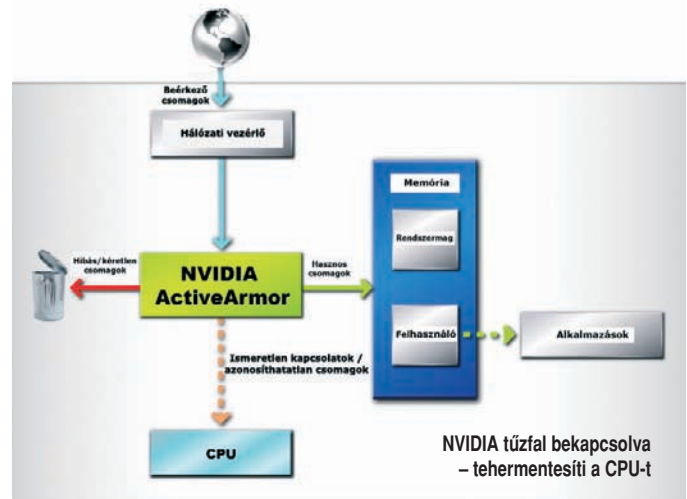 Beérkező
csomagok
Hálózati vezérlő
Memória
Rendszermag
Hibás/kéretlen
csomagok
NVIDIA
ActiveArmor
Hasznos
csomagok
Felhasználó
Alkalmazások
Ismeretlen kapcsolatok /
azonosíthatatlan csomagok
CPU
NVIDIA tűzfal bekapcsolva
– tehermentesíti a CPU-t